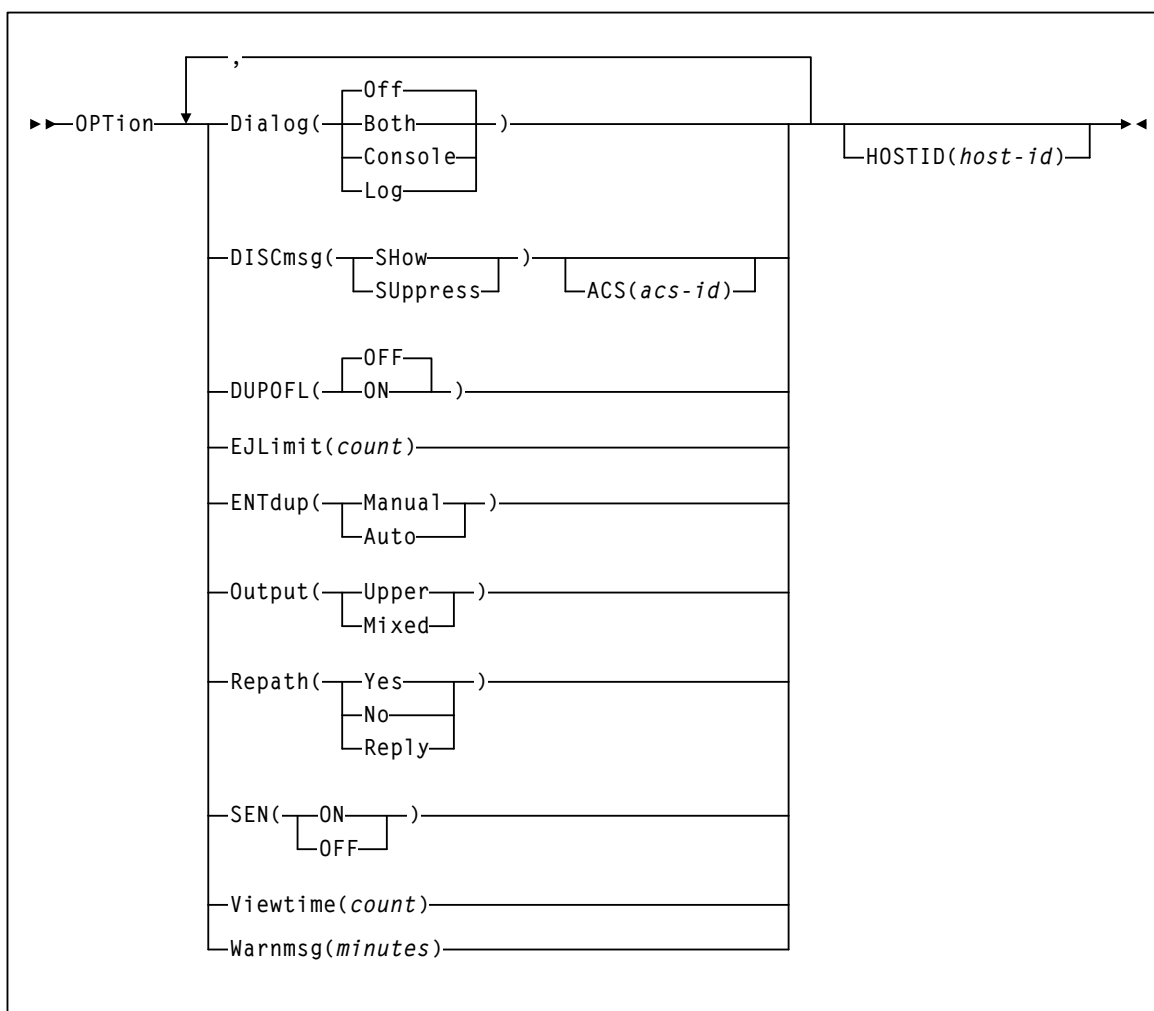 ,
Off
OPTion Dialog( Both )
Console
Log
HOSTID(host-id)
DISCmsg( SHow )
SUppress
ACS(acs-id)
OFF
DUPOFL( ON )
EJLimit(count)
ENTdup( Manual )
Auto
Output( Upper )
Mixed
Repath( Yes )
No
Reply
SEN( ON )
OFF
Viewtime(count)
Warnmsg(minutes)